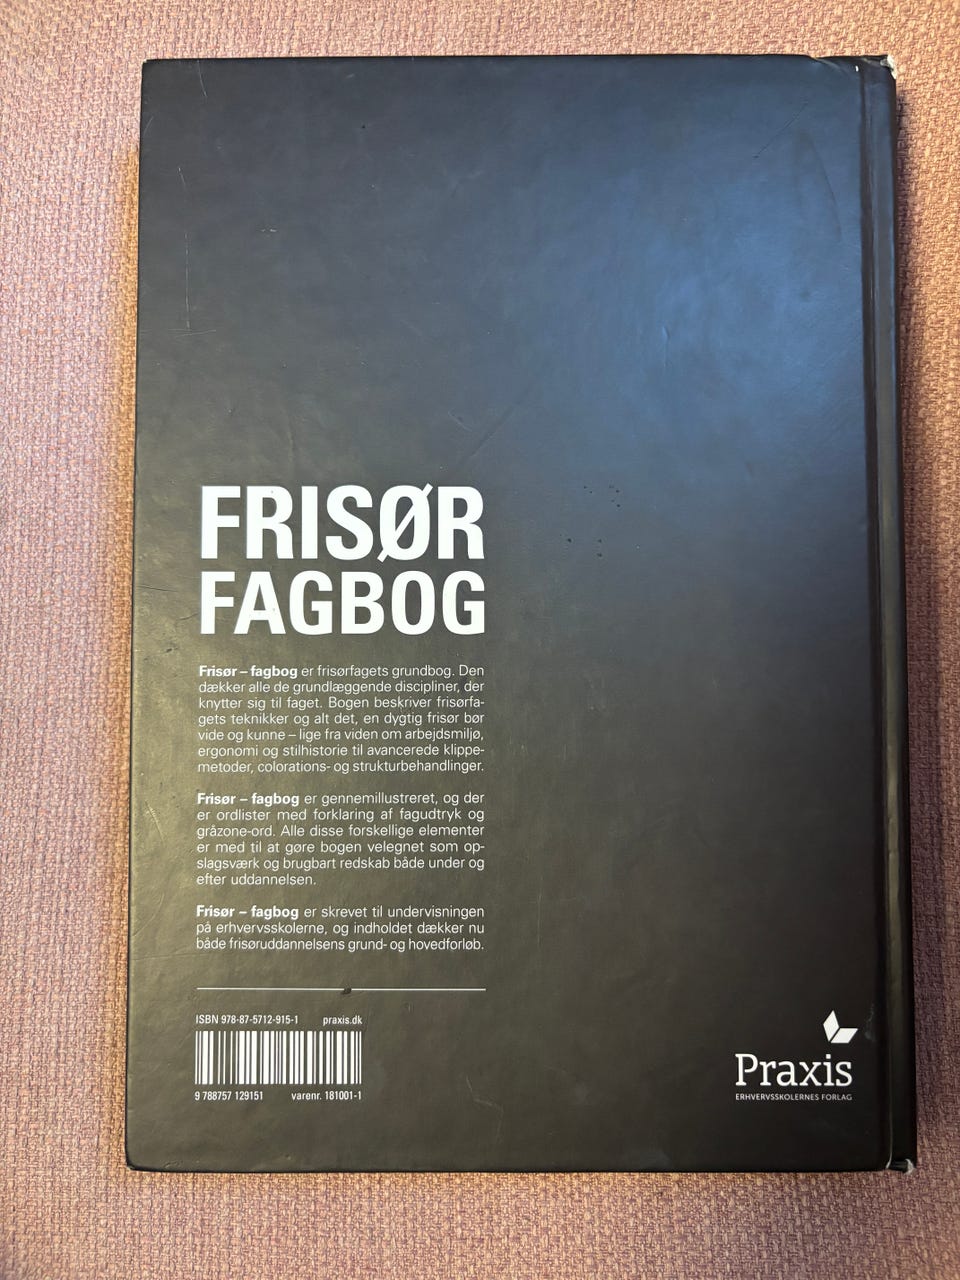 FRISØR
FAGBOG
Frisør – fagbog er frisørfagets grundbog. Den
dækker alle de grundlæggende discipliner, der
knytter sig til faget. Bogen beskriver frisørfa-
gets teknikker og alt det, en dygtig frisør bør
vide og kunne – lige fra viden om arbejdsmiljø,
ergonomi og stilhistorie til avancerede klippe-
metoder, colorations- og strukturbehandlinger.
Frisør – fagbog er gennemillustreret, og der
er ordlister med forklaring af fagudtryk og
gråzone-ord. Alle disse forskellige elementer
er med til at gøre bogen velegnet som op-
slagsværk og brugbart redskab både under og
efter uddannelsen.
Frisør – fagbog er skrevet til undervisningen
på erhvervsskolerne, og indholdet dækker nu
både frisøruddannelsens grund- og hovedforløb.
ISBN 978-87-5712-915-1 praxis.dk
9 788757 129151 varenr. 181001-1
Praxis
ERHVERVSSKOLERNES FORLAG